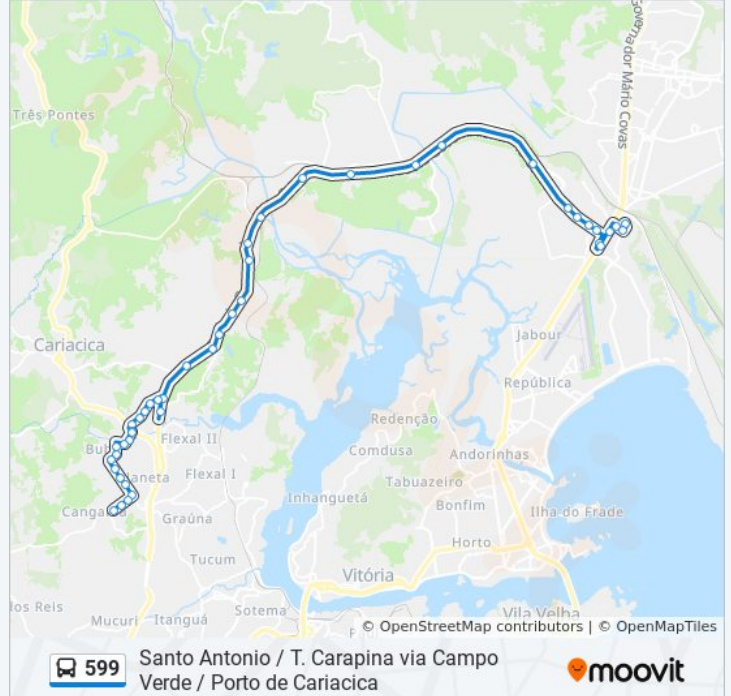 Governador Mário Covas
Três Pontes
Jabour
Cariacica
República
Redenção
Flexal II
Comdusa
Andorinhas
Flexal I
Tabuazeiro
Inhanguetá
Bonfim
Ilha do Frade
Graúna
Horto
Tucum
Vitória
los Reis
Sotema
Mucuri
Itanguá
Vila Velha
© OpenStreetMap contributors | © OpenMapTiles
599
Santo Antonio / T. Carapina via Campo
Verde / Porto de Cariacica
moovit